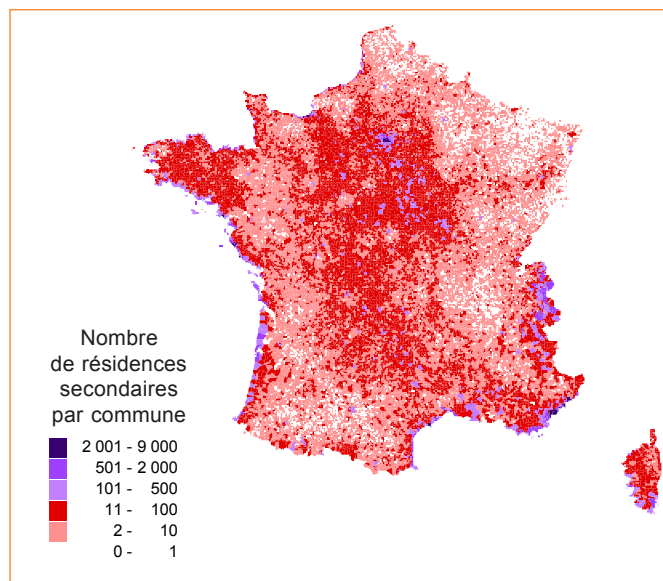 Nombre
de résidences
secondaires
par commune
2 001 - 9 000
501 - 2 000
101 - 500
11 - 100
2 - 10
0 - 1